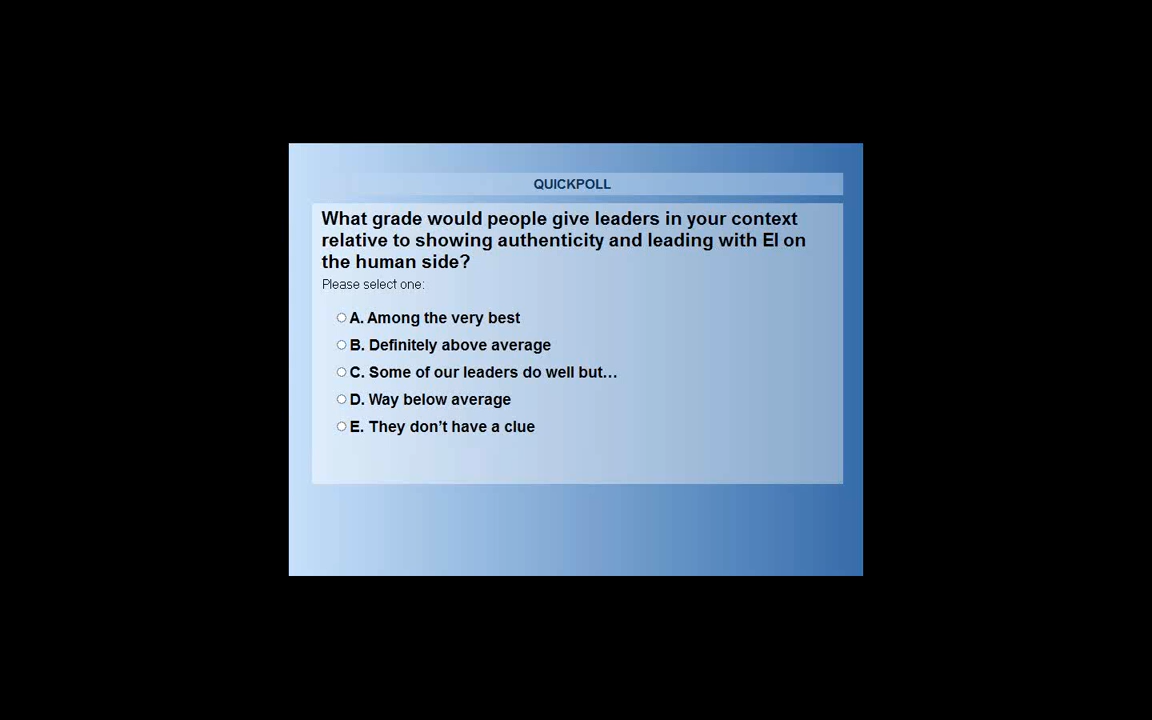 QUICKPOLL
What grade would people give leaders in your context
relative to showing authenticity and leading with EI on
the human side?
Please select one:
A. Among the very best
B. Definitely above average
C. Some of our leaders do well but…
D. Way below average
E. They don’t have a clue